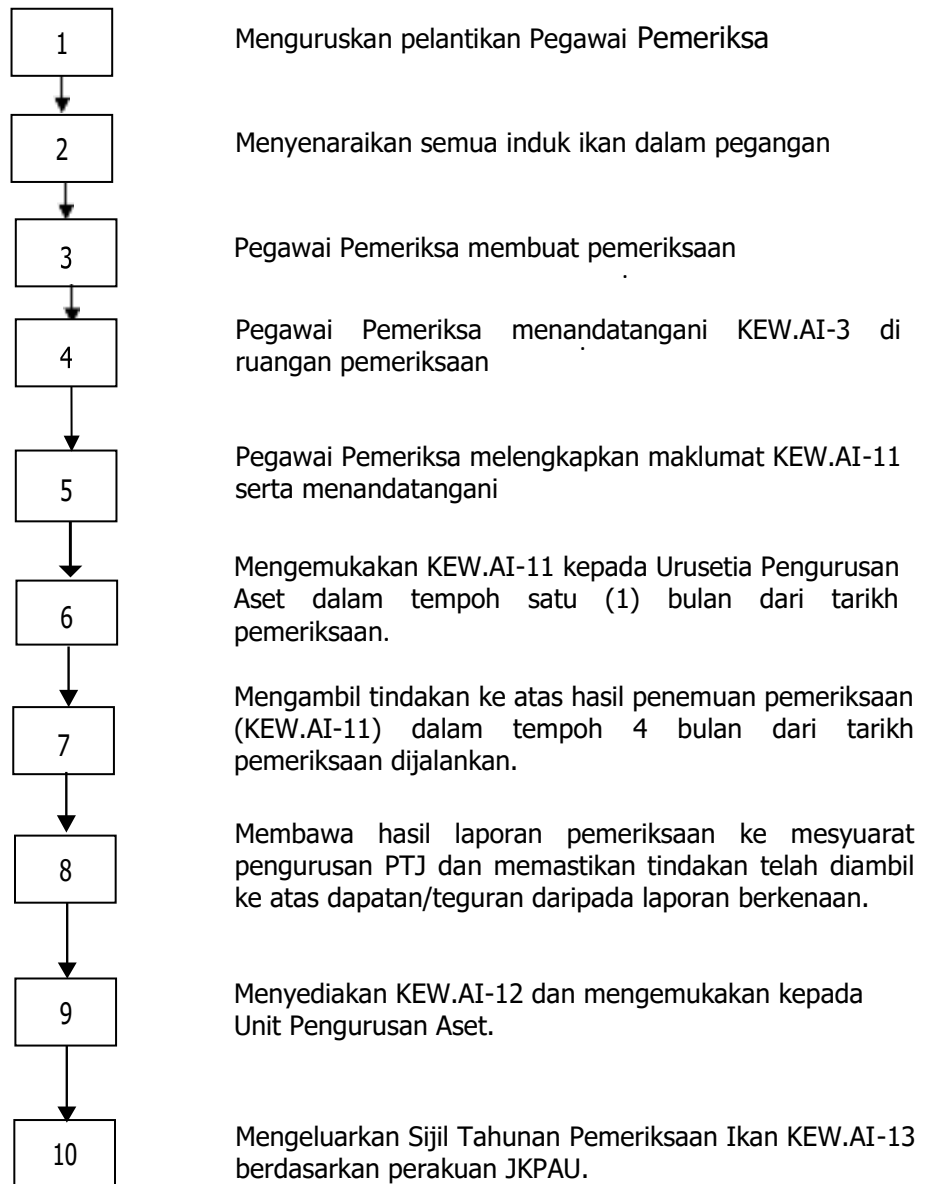 1
Menguruskan pelantikan Pegawai Pemeriksa
2
Menyenaraikan semua induk ikan dalam pegangan
3
Pegawai Pemeriksa membuat pemeriksaan
4
Pegawai Pemeriksa menandatangani KEW.AI-3 di
ruangan pemeriksaan
5
Pegawai Pemeriksa melengkapkan maklumat KEW.AI-11
serta menandatangani
6
Mengemukakan KEW.AI-11 kepada Urusetia Pengurusan
Aset dalam tempoh satu (1) bulan dari tarikh
pemeriksaan.
7
Mengambil tindakan ke atas hasil penemuan pemeriksaan
(KEW.AI-11) dalam tempoh 4 bulan dari tarikh
pemeriksaan dijalankan.
8
Membawa hasil laporan pemeriksaan ke mesyuarat
pengurusan PTJ dan memastikan tindakan telah diambil
ke atas dapatan/teguran daripada laporan berkenaan.
9
Menyediakan KEW.AI-12 dan mengemukakan kepada
Unit Pengurusan Aset.
10
Mengeluarkan Sijil Tahunan Pemeriksaan Ikan KEW.AI-13
berdasarkan perakuan JKPAU.